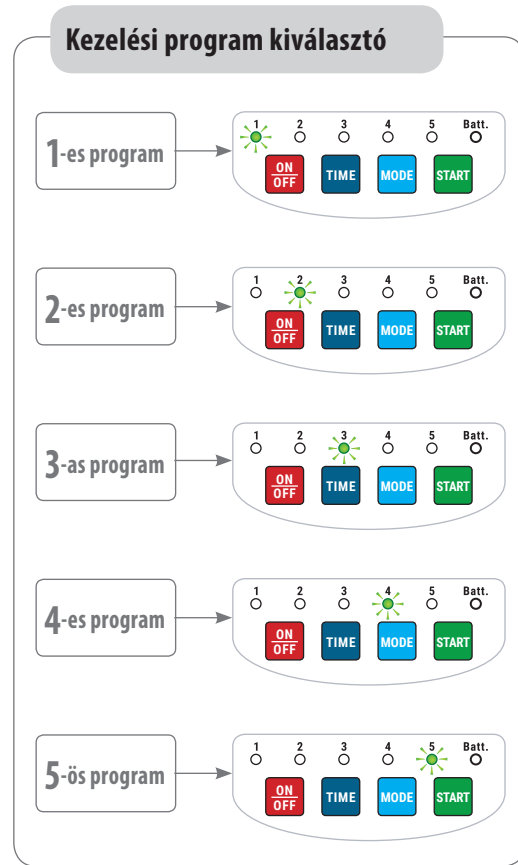 Kezelési program kiválasztó
1-es program
1 2 3 4 5 Batt.
ON
OFF
TIME MODE START
2-es program
1 2 3 4 5 Batt.
ON
OFF
TIME MODE START
3-as program
1 2 3 4 5 Batt.
ON
OFF
TIME MODE START
4-es program
1 2 3 4 5 Batt.
ON
OFF
TIME MODE START
5-ös program
1 2 3 4 5 Batt.
ON
OFF
TIME MODE START